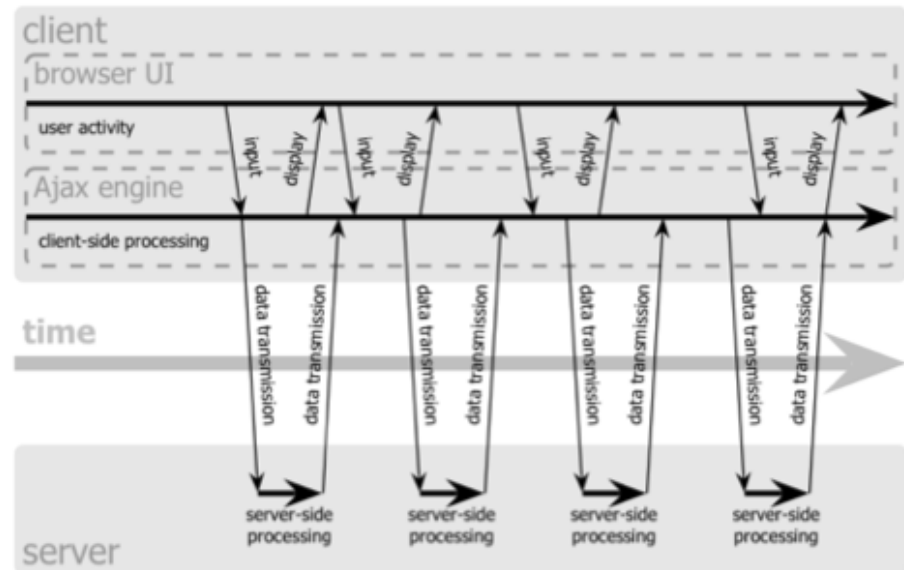 client
browser UI
user activity
input
display
input
display
input
display
input
display
Ajax engine
client-side processing
data transmission
data transmission
data transmission
data transmission
data transmission
data transmission
data transmission
data transmission
time
server-side
processing
server-side
processing
server-side
processing
server-side
processing
server